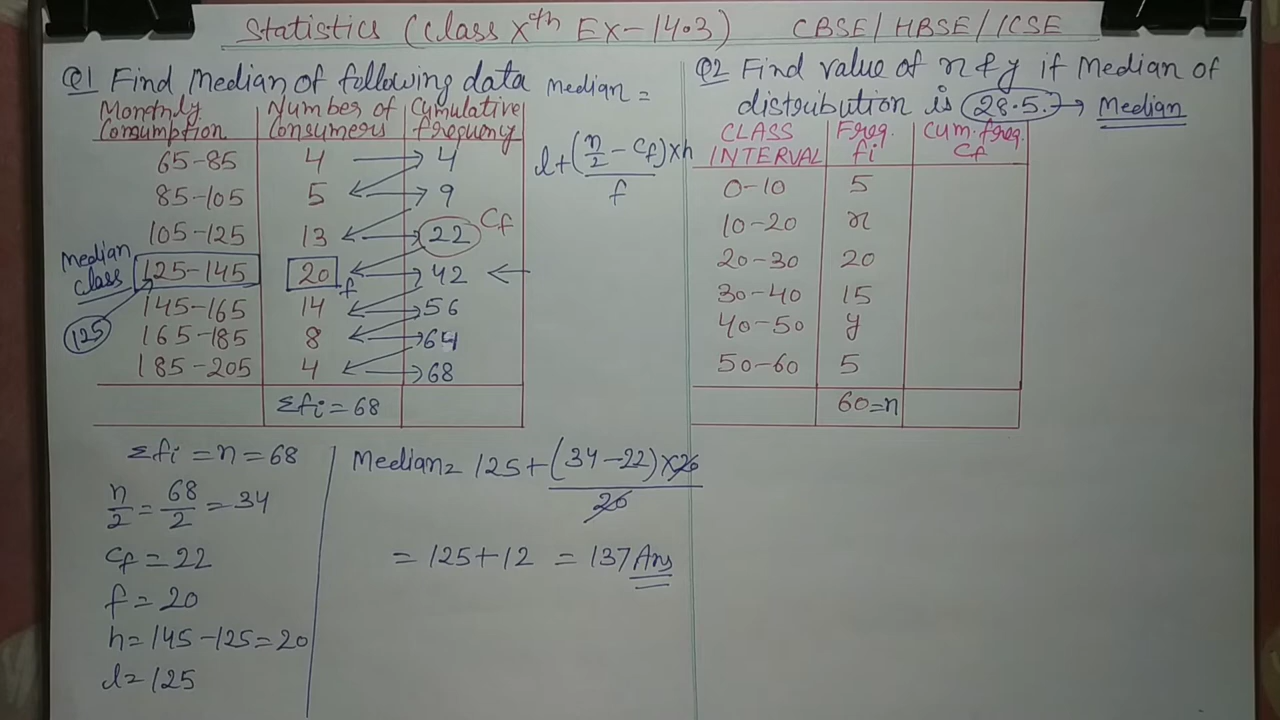 Statistics (Class Xth Ex-14.3) CBSE/HBSE/ICSE
Q1 Find Median of following data
Monthly Consumption | Number of Consumers | Cumulative frequency
65-85 4 4
85-105 5 9
105-125 13 22 Cf
Median class 125-145 20 f 42
125
145-165 14 56
165-185 8 64
185-205 4 68
Σfi = 68
Median =
l+(n/2 - Cf)×h
f
Σfi = n = 68
n/2 = 68/2 = 34
Cf = 22
f = 20
h = 145-125 = 20
l = 125
Median = 125+(34-22)×20
20
= 125+12 = 137 Ans
Q2 Find value of x & y if Median of
distribution is 28.5. → Median
CLASS INTERVAL | Freq. fi | Cum. freq. Cf
0-10 5
10-20 x
20-30 20
30-40 15
40-50 y
50-60 5
60=n